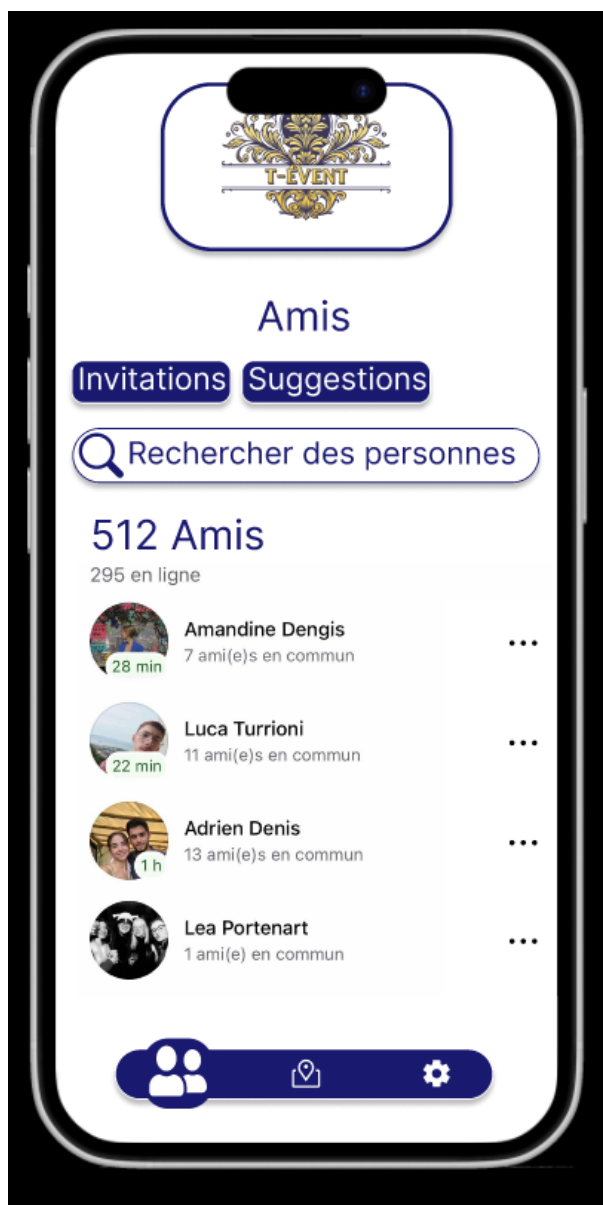 T-ÉVENT
Amis
Invitations Suggestions
Rechercher des personnes
512 Amis
295 en ligne
Amandine Dengis
7 ami(e)s en commun
28 min
Luca Turrioni
11 ami(e)s en commun
22 min
Adrien Denis
13 ami(e)s en commun
1 h
Lea Portenart
1 ami(e) en commun